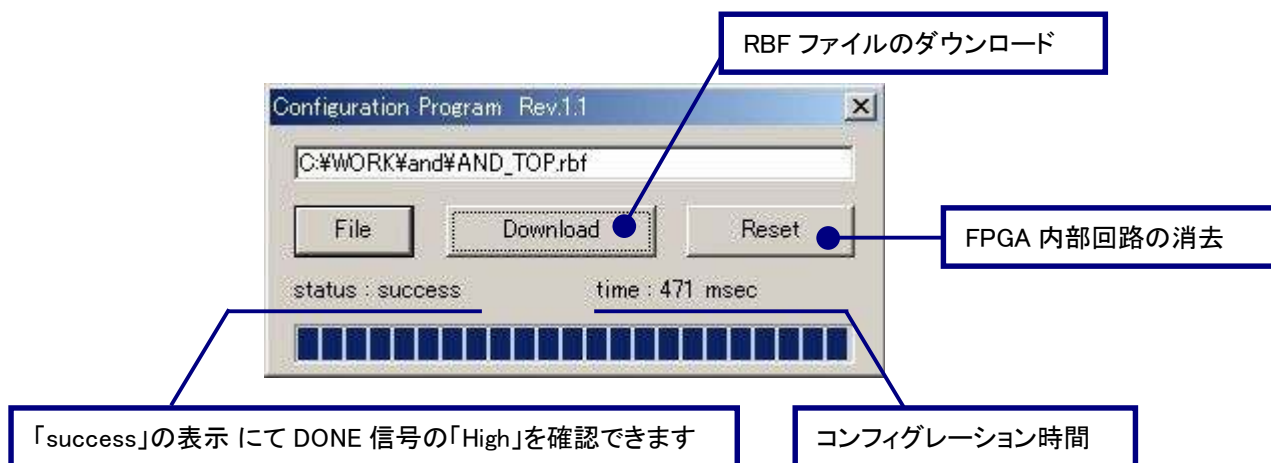 RBF ファイルのダウンロード
Configuration Program Rev.1.1
C:¥WORK¥and¥AND_TOP.rbf
File Download Reset
FPGA 内部回路の消去
status : success time : 471 msec
「success」の表示 にて DONE 信号の「High」を確認できます
コンフィグレーション時間